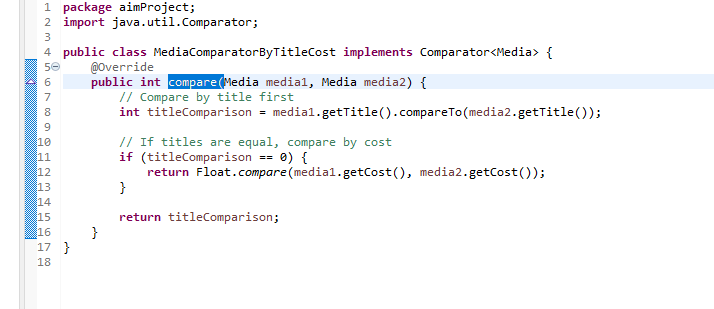 1 package aimProject;
2 import java.util.Comparator;
3
4 public class MediaComparatorByTitleCost implements Comparator<Media> {
5 @Override
6 public int compare(Media media1, Media media2) {
7 // Compare by title first
8 int titleComparison = media1.getTitle().compareTo(media2.getTitle());
9
10 // If titles are equal, compare by cost
11 if (titleComparison == 0) {
12 return Float.compare(media1.getCost(), media2.getCost());
13 }
14
15 return titleComparison;
16 }
17 }
18